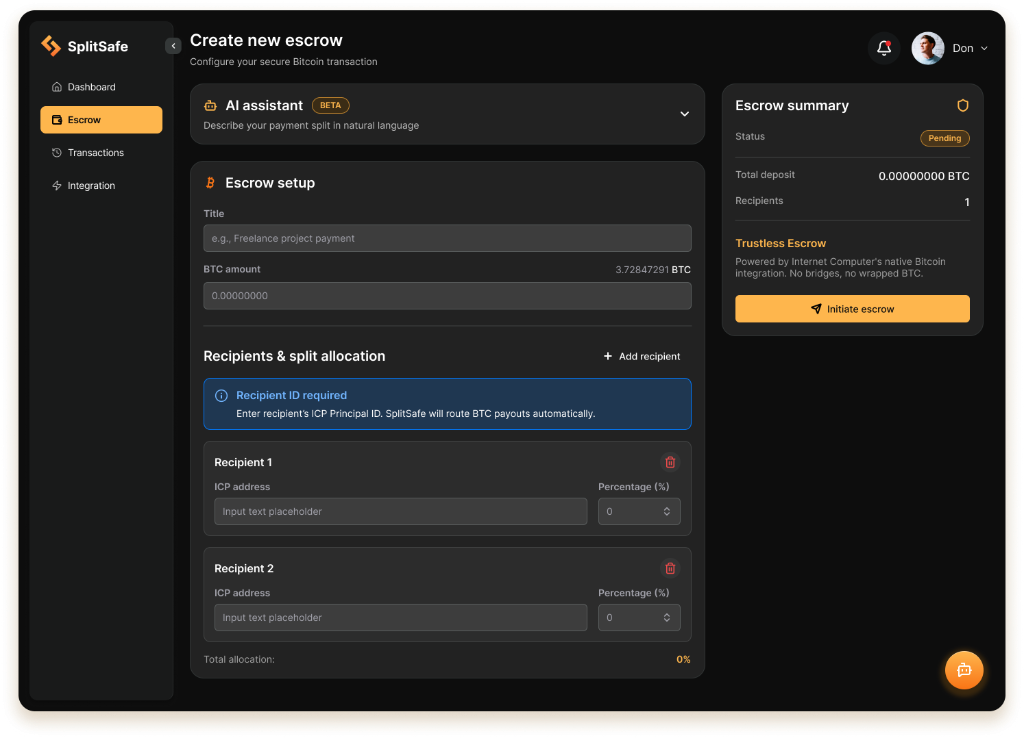 SplitSafe
Dashboard
Escrow
Transactions
Integration
Create new escrow
Configure your secure Bitcoin transaction
Don
AI assistant BETA
Describe your payment split in natural language
Escrow setup
Title
e.g., Freelance project payment
BTC amount 3.72847291 BTC
0.00000000
Recipients & split allocation + Add recipient
Recipient ID required
Enter recipient's ICP Principal ID. SplitSafe will route BTC payouts automatically.
Recipient 1
ICP address Percentage (%)
Input text placeholder 0
Recipient 2
ICP address Percentage (%)
Input text placeholder 0
Total allocation: 0%
Escrow summary
Status Pending
Total deposit 0.00000000 BTC
Recipients 1
Trustless Escrow
Powered by Internet Computer's native Bitcoin
integration. No bridges, no wrapped BTC.
Initiate escrow